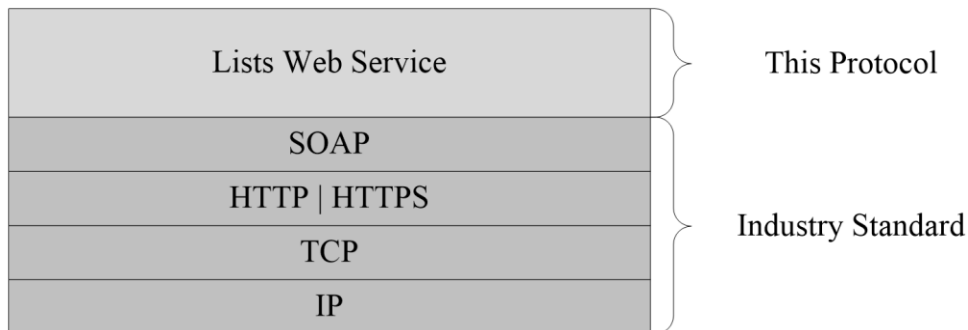 Lists Web Service
This Protocol
SOAP
HTTP | HTTPS
TCP
IP
Industry Standard